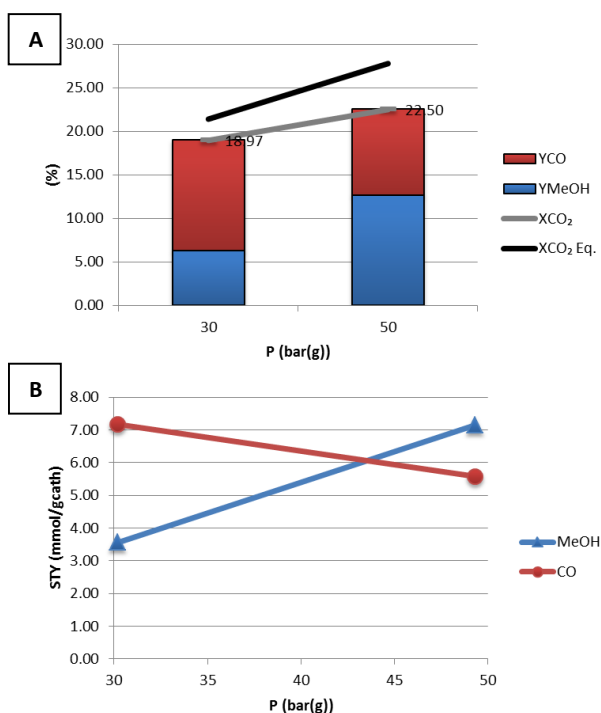 A
30.00
25.00
20.00
15.00
10.00
5.00
0.00
(%)
18.97
22.50
30
50
P (bar(g))
YCO
YMeOH
XCO₂
XCO₂ Eq.
B
8.00
7.00
6.00
5.00
4.00
3.00
2.00
1.00
0.00
STY (mmol/gcath)
30
35
40
45
50
P (bar(g))
MeOH
CO